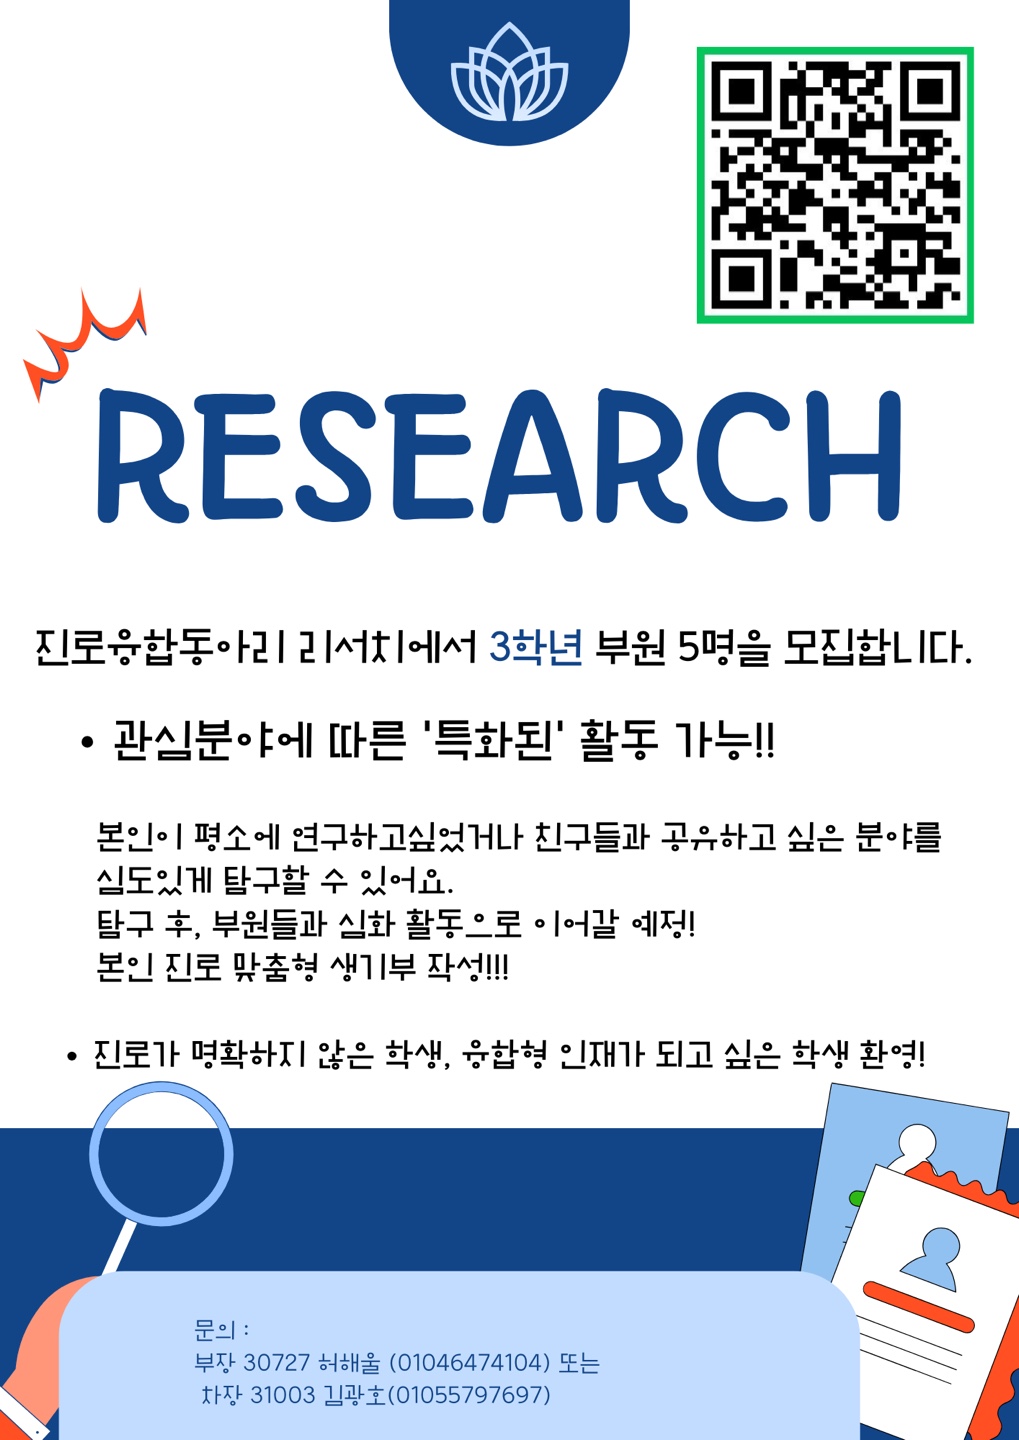 RESEARCH
진로융합동아리 리서치에서 3학년 부원 5명을 모집합니다.
• 관심분야에 따른 '특화된' 활동 가능!!
본인이 평소에 연구하고싶었거나 친구들과 공유하고 싶은 분야를
심도있게 탐구할 수 있어요.
탐구 후, 부원들과 심화 활동으로 이어갈 예정!
본인 진로 맞춤형 생기부 작성!!!
• 진로가 명확하지 않은 학생, 융합형 인재가 되고 싶은 학생 환영!
문의 :
부장 30727 허해울 (01046474104) 또는
차장 31003 김광호(01055797697)